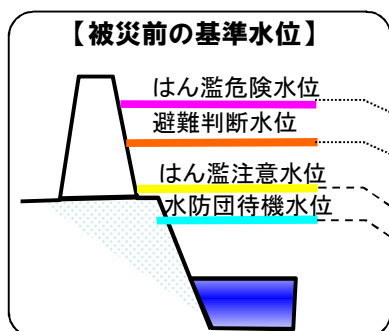 【被災前の基準水位】
はん濫危険水位
避難判断水位
はん濫注意水位
水防団待機水位